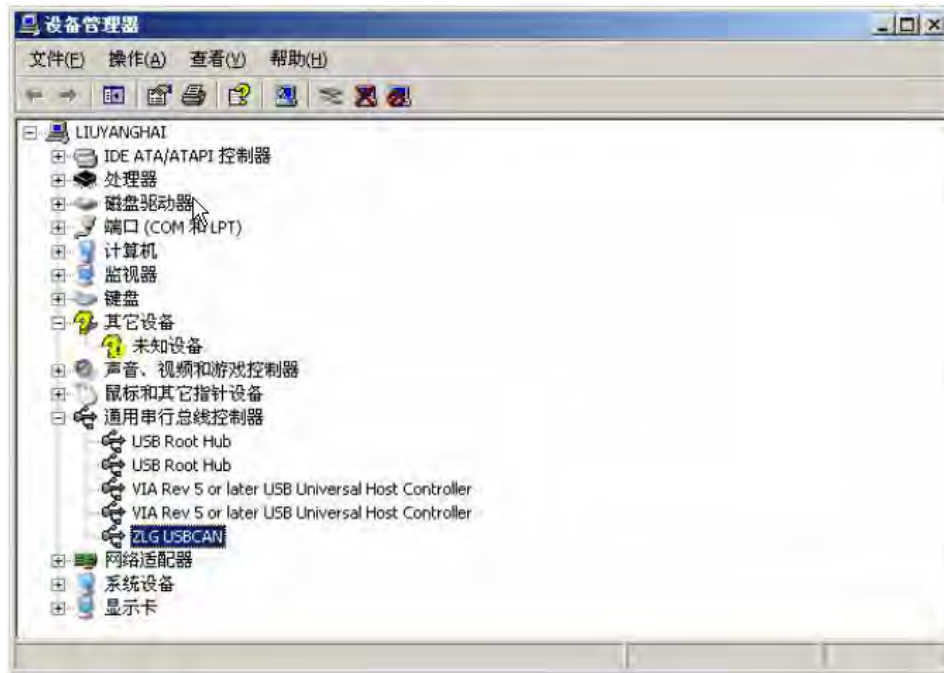 设备管理器
文件(F) 操作(A) 查看(V) 帮助(H)
LIUYANGHAI
IDE ATA/ATAPI 控制器
处理器
磁盘驱动器
端口 (COM 和 LPT)
计算机
监视器
键盘
其它设备
未知设备
声音、视频和游戏控制器
鼠标和其它指针设备
通用串行总线控制器
USB Root Hub
USB Root Hub
VIA Rev 5 or later USB Universal Host Controller
VIA Rev 5 or later USB Universal Host Controller
ZLG USBCAN
网络适配器
系统设备
显示卡